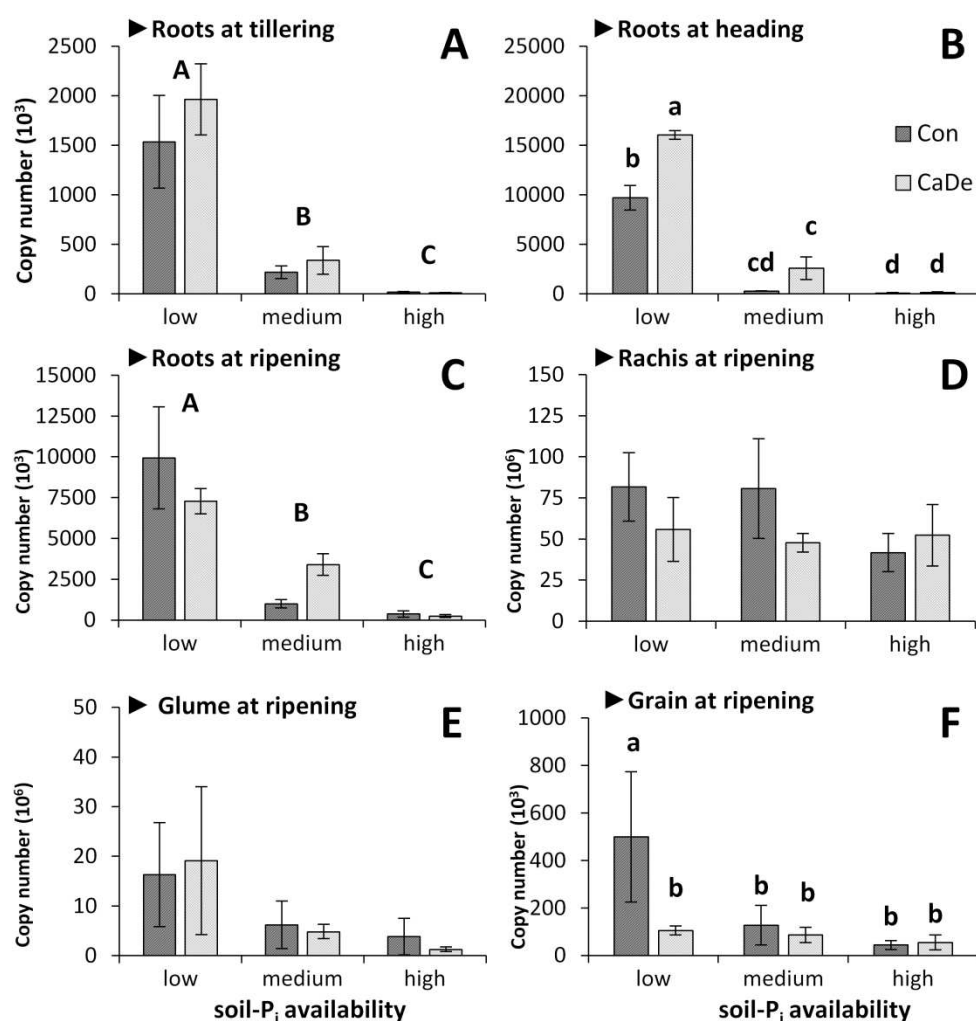 ►Roots at tillering
A
2500
2000
1500
1000
500
0
Copy number (10³)
A
B
C
low medium high
►Roots at heading
B
25000
20000
15000
10000
5000
0
b
a
cd
c
d
d
Con
CaDe
low medium high
►Roots at ripening
C
15000
12500
10000
7500
5000
2500
0
Copy number (10³)
A
B
C
low medium high
►Rachis at ripening
D
150
125
100
75
50
25
0
Copy number (10⁶)
low medium high
► Glume at ripening
E
50
40
30
20
10
0
Copy number (10⁶)
low medium high
soil-Pᵢ availability
►Grain at ripening
F
1000
800
600
400
200
0
Copy number (10³)
a
b
b
b
b
b
low medium high
soil-Pᵢ availability